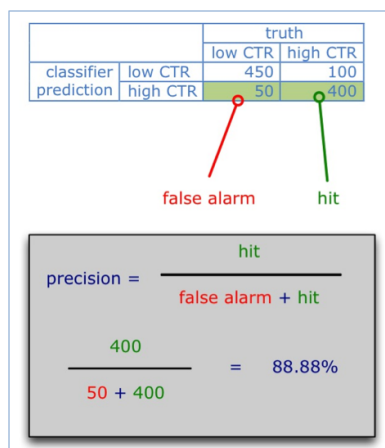 truth
low CTR high CTR
classifier low CTR 450 100
prediction high CTR 50 400
false alarm hit
hit
precision =
false alarm + hit
400
= 88.88%
50 + 400